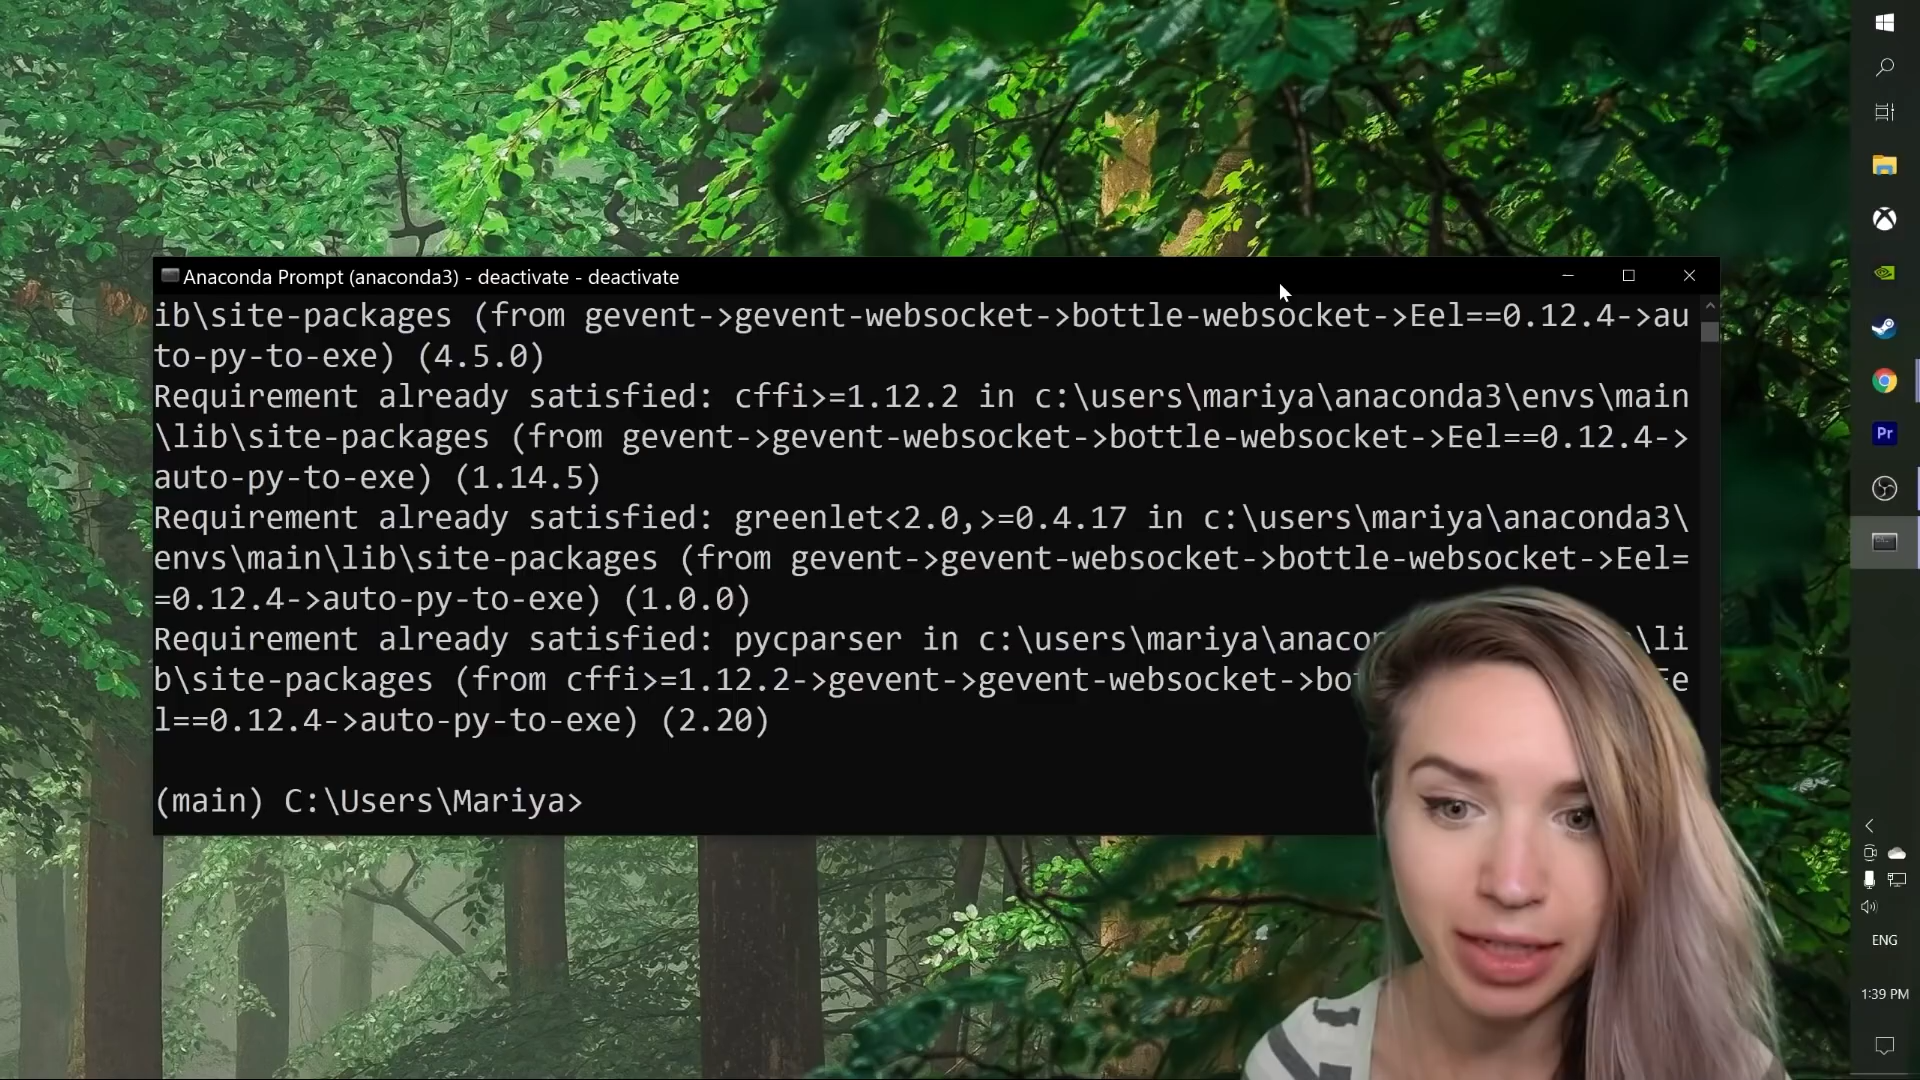 Anaconda Prompt (anaconda3) - deactivate - deactivate
ib\site-packages (from gevent->gevent-websocket->bottle-websocket->Eel==0.12.4->au
to-py-to-exe) (4.5.0)
Requirement already satisfied: cffi>=1.12.2 in c:\users\mariya\anaconda3\envs\main
\lib\site-packages (from gevent->gevent-websocket->bottle-websocket->Eel==0.12.4->
auto-py-to-exe) (1.14.5)
Requirement already satisfied: greenlet<2.0,>=0.4.17 in c:\users\mariya\anaconda3\
envs\main\lib\site-packages (from gevent->gevent-websocket->bottle-websocket->Eel=
=0.12.4->auto-py-to-exe) (1.0.0)
Requirement already satisfied: pycparser in c:\users\mariya\anacon \li
b\site-packages (from cffi>=1.12.2->gevent->gevent-websocket->bo e
l==0.12.4->auto-py-to-exe) (2.20)
(main) C:\Users\Mariya>
Pr
ENG
1:39 PM